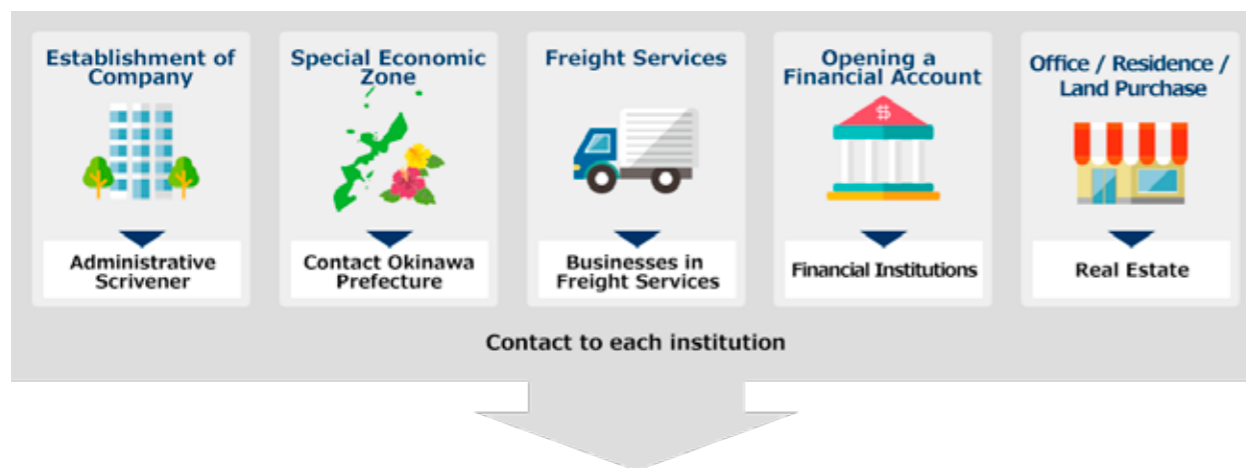 Establishment of
Company
Administrative
Scrivener
Special Economic
Zone
Contact Okinawa
Prefecture
Freight Services
Businesses in
Freight Services
Opening a
Financial Account
$
Financial Institutions
Office / Residence /
Land Purchase
Real Estate
Contact to each institution